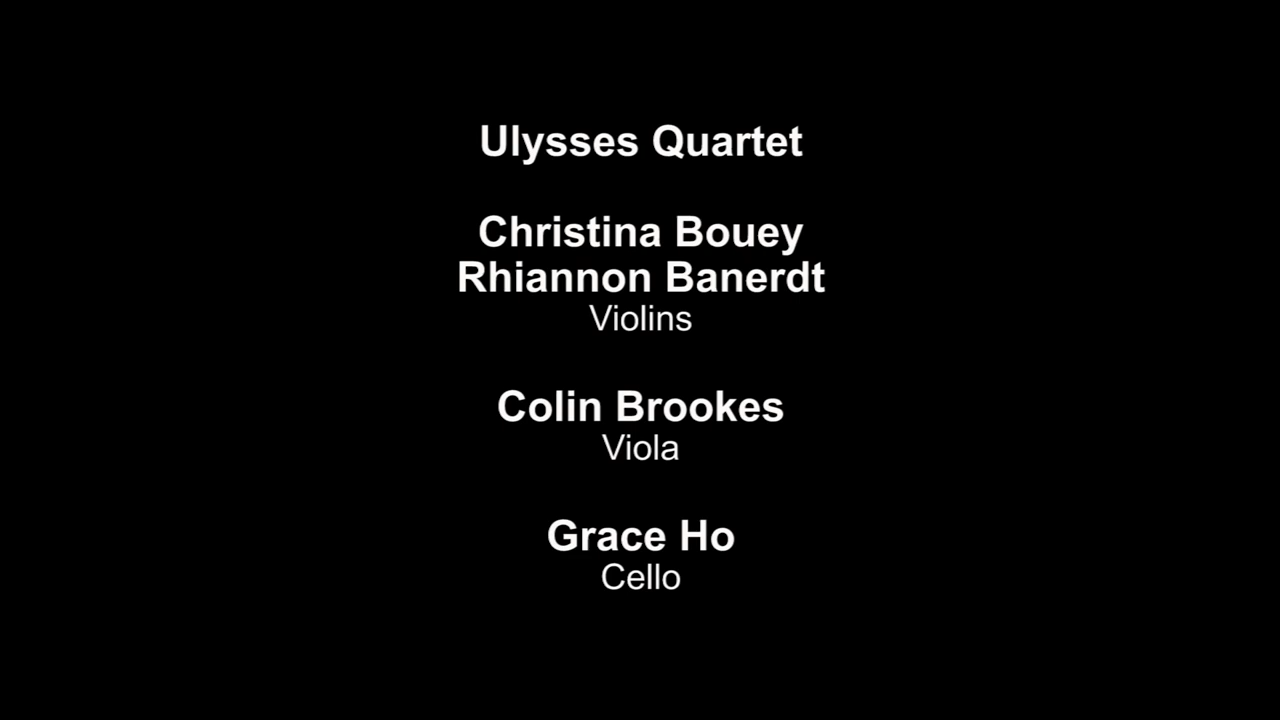 Ulysses Quartet
Christina Bouey
Rhiannon Banerdt
Violins
Colin Brookes
Viola
Grace Ho
Cello